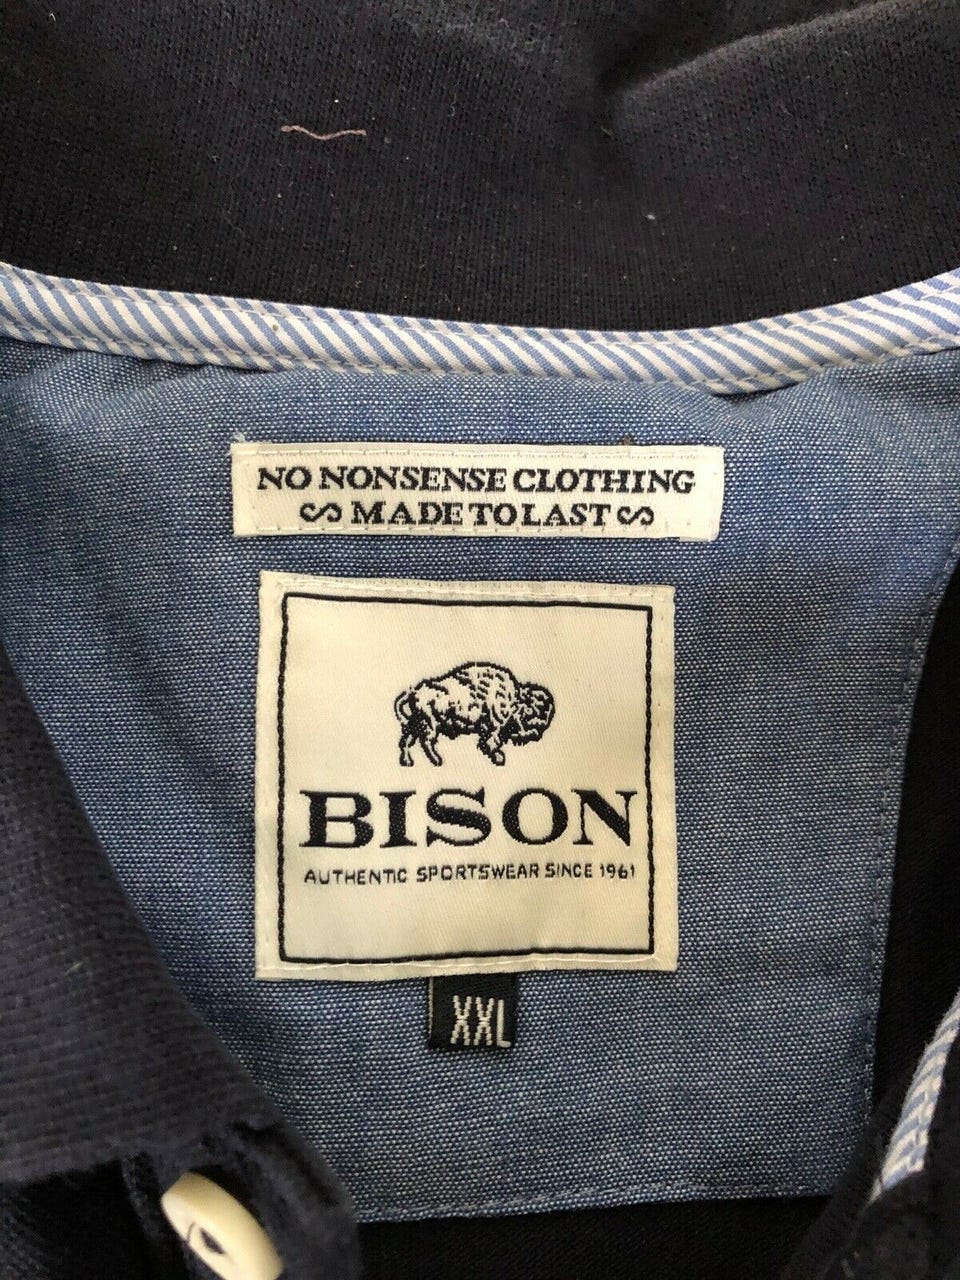 NO NONSENSE CLOTHING
MADE TO LAST
BISON
AUTHENTIC SPORTSWEAR SINCE 1961
XXL